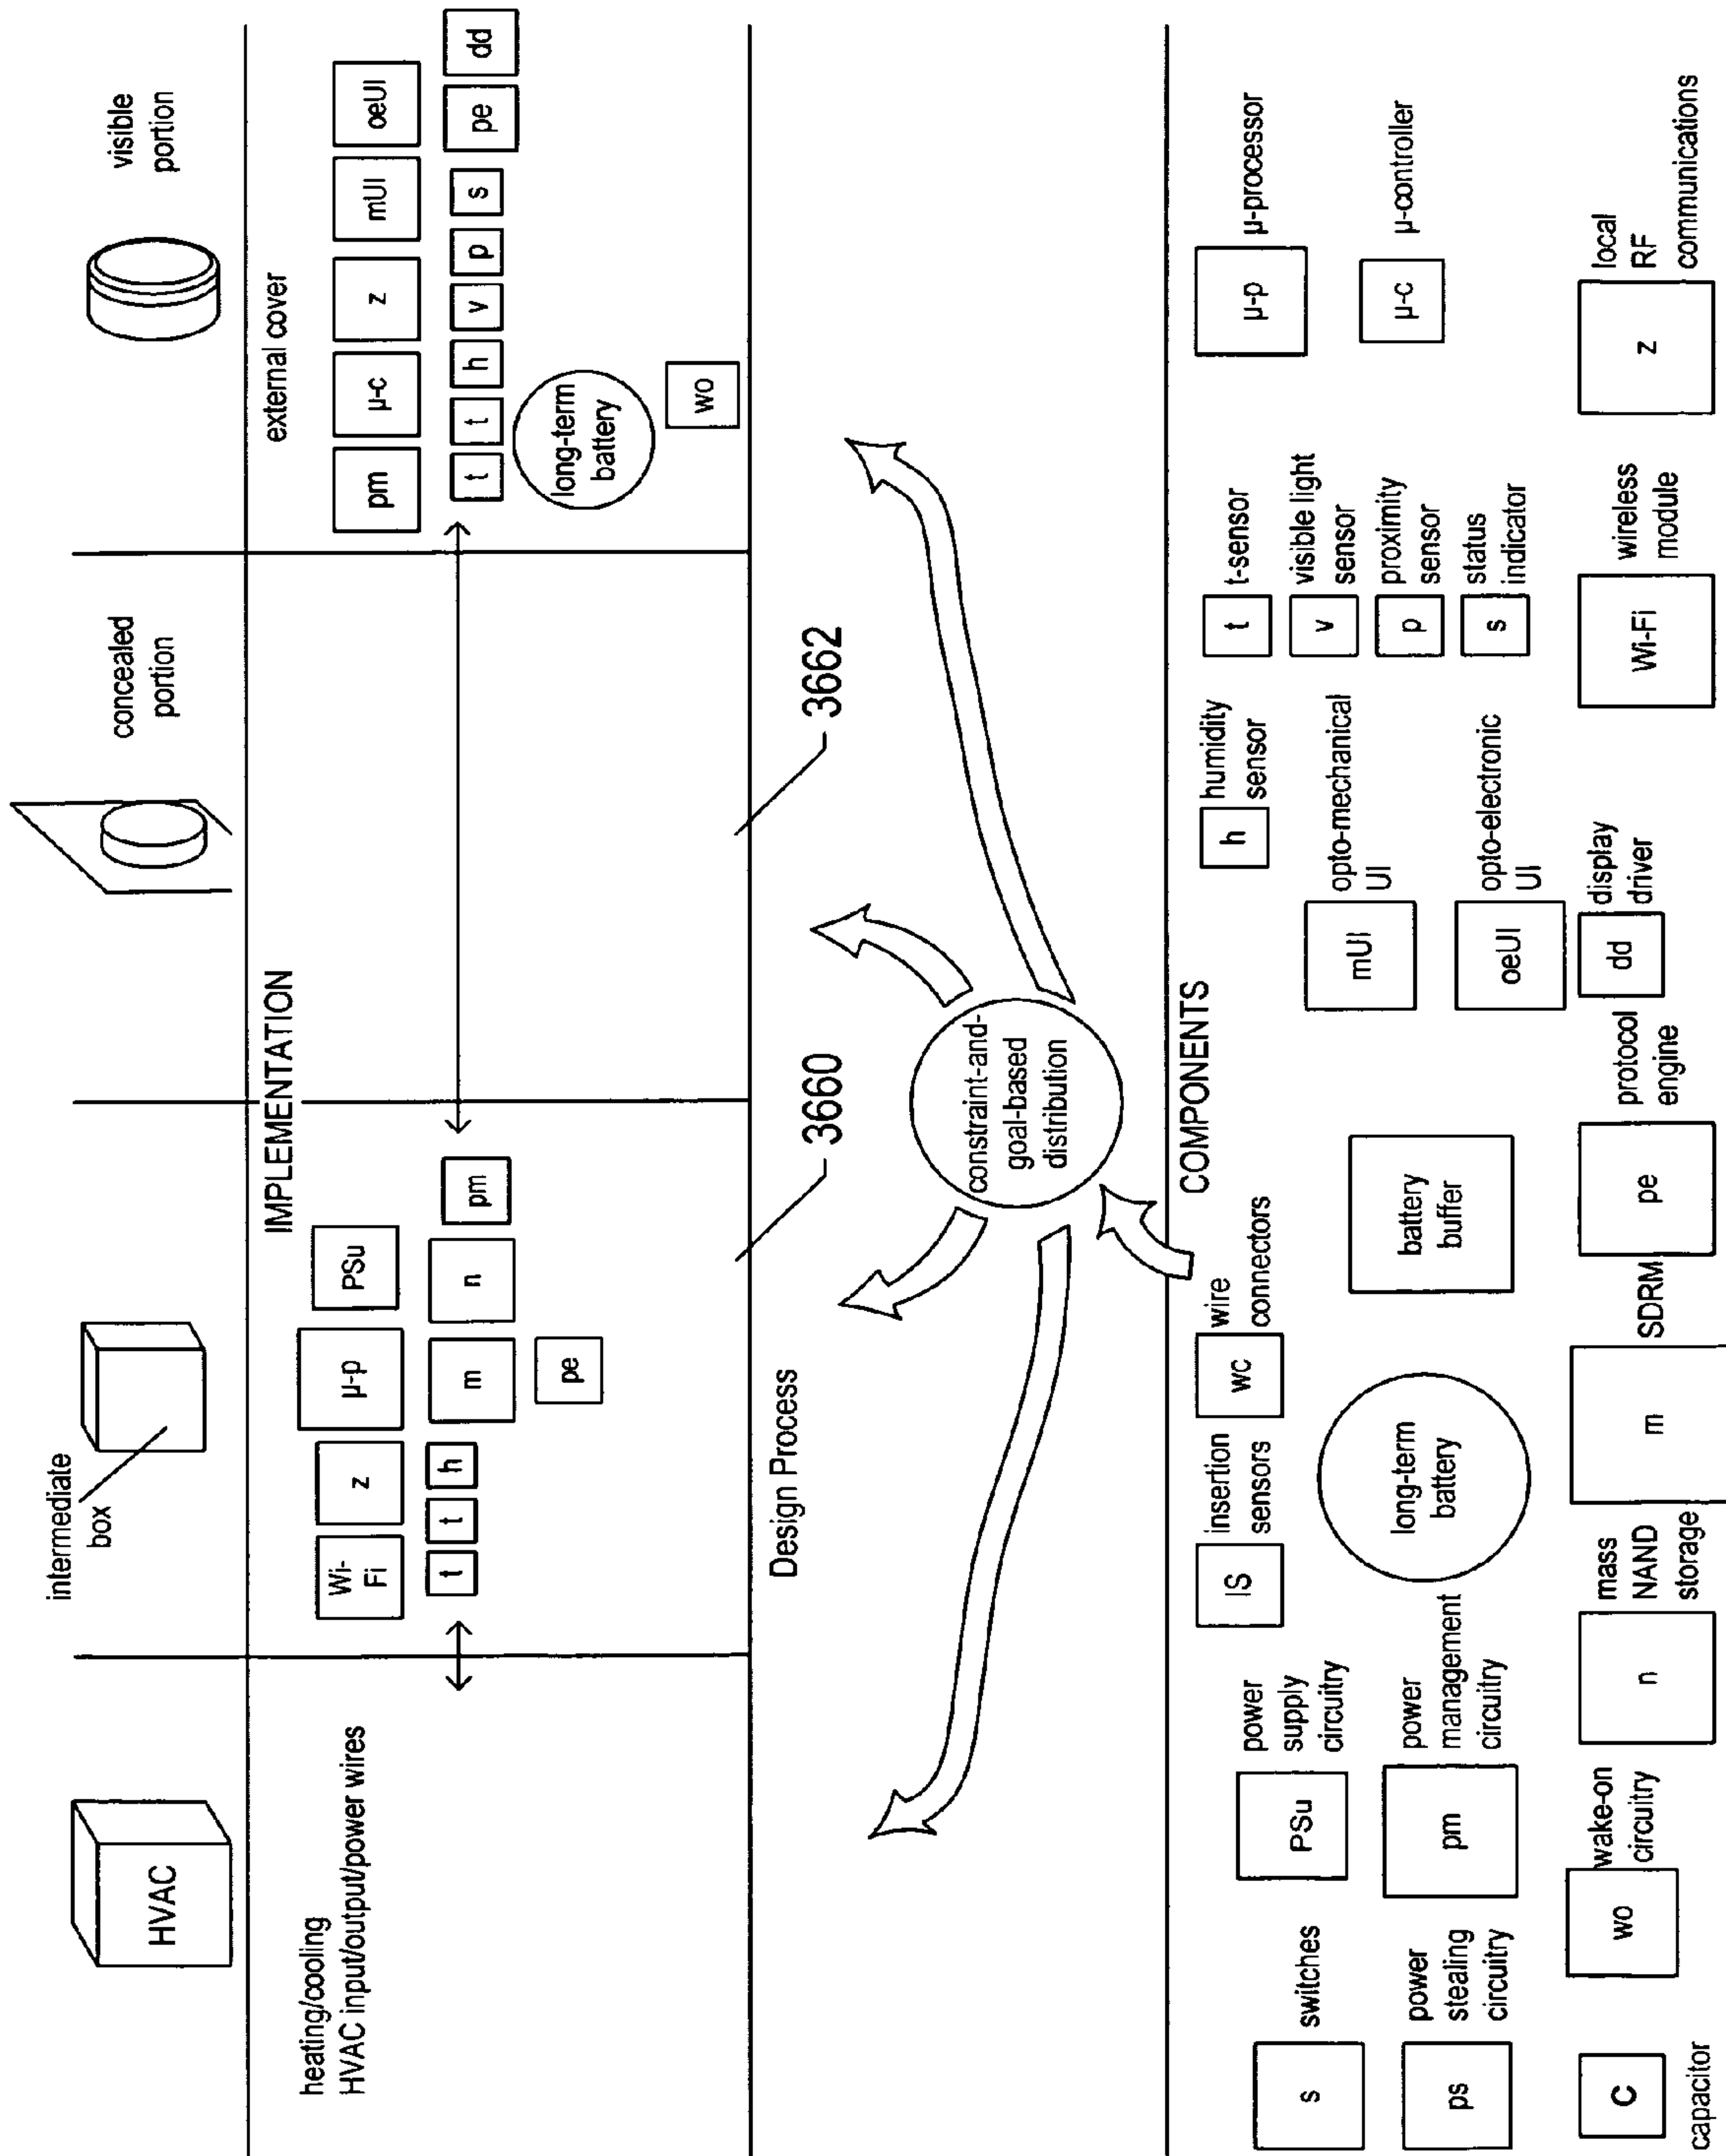 HVAC
intermediate
box
concealed
portion
visible
portion
IMPLEMENTATION
heating/cooling
HVAC input/output/power wires
Wi-
Fi
z
μ-p
PSu
t
t
h
m
n
pm
pe
external cover
pm
μ-c
z
mUI
oeUI
t
t
h
v
p
s
pe
dd
long-term
battery
wo
Design Process
3660
3662
constraint-and-
goal-based
distribution
COMPONENTS
s
switches
PSu
power
supply
circuitry
IS
insertion
sensors
wc
wire
connectors
h
humidity
sensor
t
t-sensor
v
visible light
sensor
p
proximity
sensor
s
status
indicator
μ-p
μ-processor
ps
power
stealing
circuitry
pm
power
management
circuitry
long-term
battery
battery
buffer
mUI
opto-mechanical
UI
oeUI
opto-electronic
UI
μ-c
μ-controller
C
capacitor
wo
wake-on
circuitry
n
mass
NAND
storage
m
SDRM
pe
protocol
engine
dd
display
driver
Wi-Fi
wireless
module
z
local
RF
communications